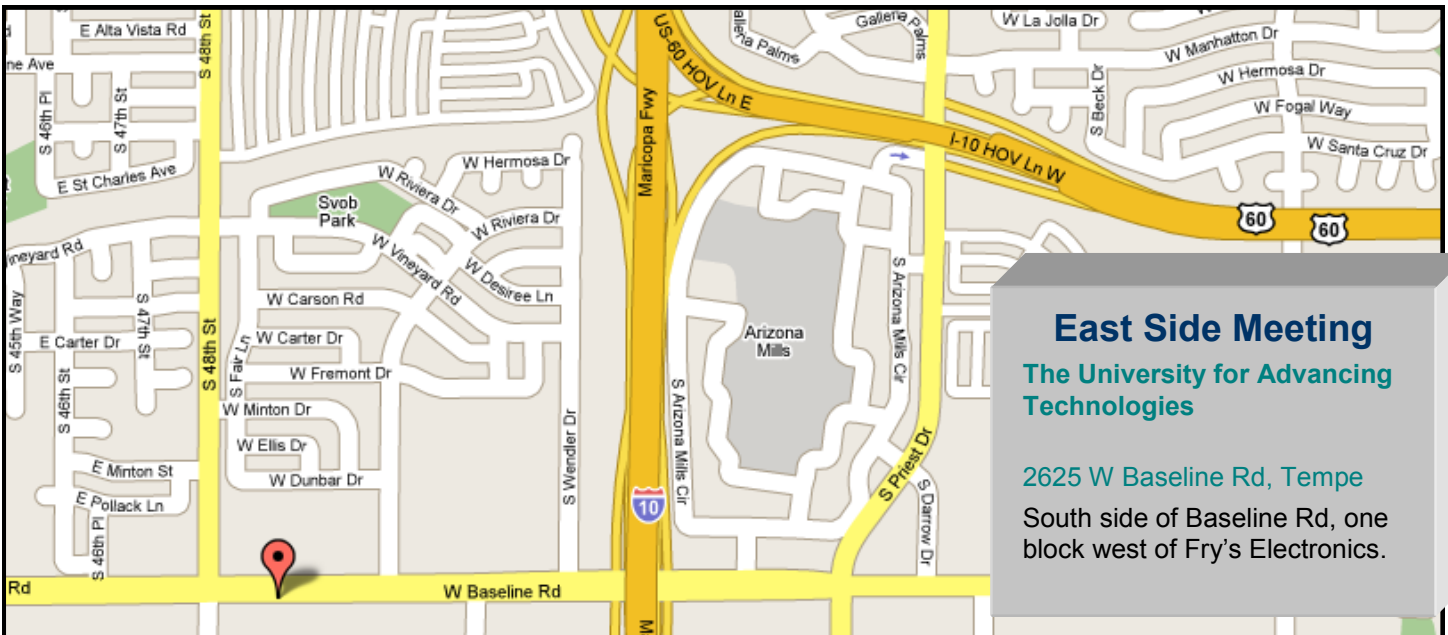 E Alta Vista Rd
ne Ave
S 46th Pl
S 47th St
E St Charles Ave
S 48th St
US-60 HOV Ln E
Maricopa Fwy
alleria Palms
Galleria Palms
W La Jolla Dr
W Manhatton Dr
W Hermosa Dr
W Fogal Way
S Beck Dr
W Santa Cruz Dr
I-10 HOV Ln W
60
60
W Hermosa Dr
W Riviera Dr
Svob
Park
W Riviera Dr
W Vineyard Rd
W Desiree Ln
ineyard Rd
S 45th Way
S 47th St
E Carter Dr
S 46th St
S 48th St
W Carson Rd
S Fair Ln
W Carter Dr
W Fremont Dr
W Minton Dr
W Ellis Dr
W Dunbar Dr
E Minton St
E Pollack Ln
S 46th Pl
S Wendler Dr
10
S Arizona Mills Cir
Arizona
Mills
S Arizona Mills Cir
S Priest Dr
S Darrow Dr
Rd
W Baseline Rd
M
East Side Meeting
The University for Advancing
Technologies
2625 W Baseline Rd, Tempe
South side of Baseline Rd, one
block west of Fry's Electronics.